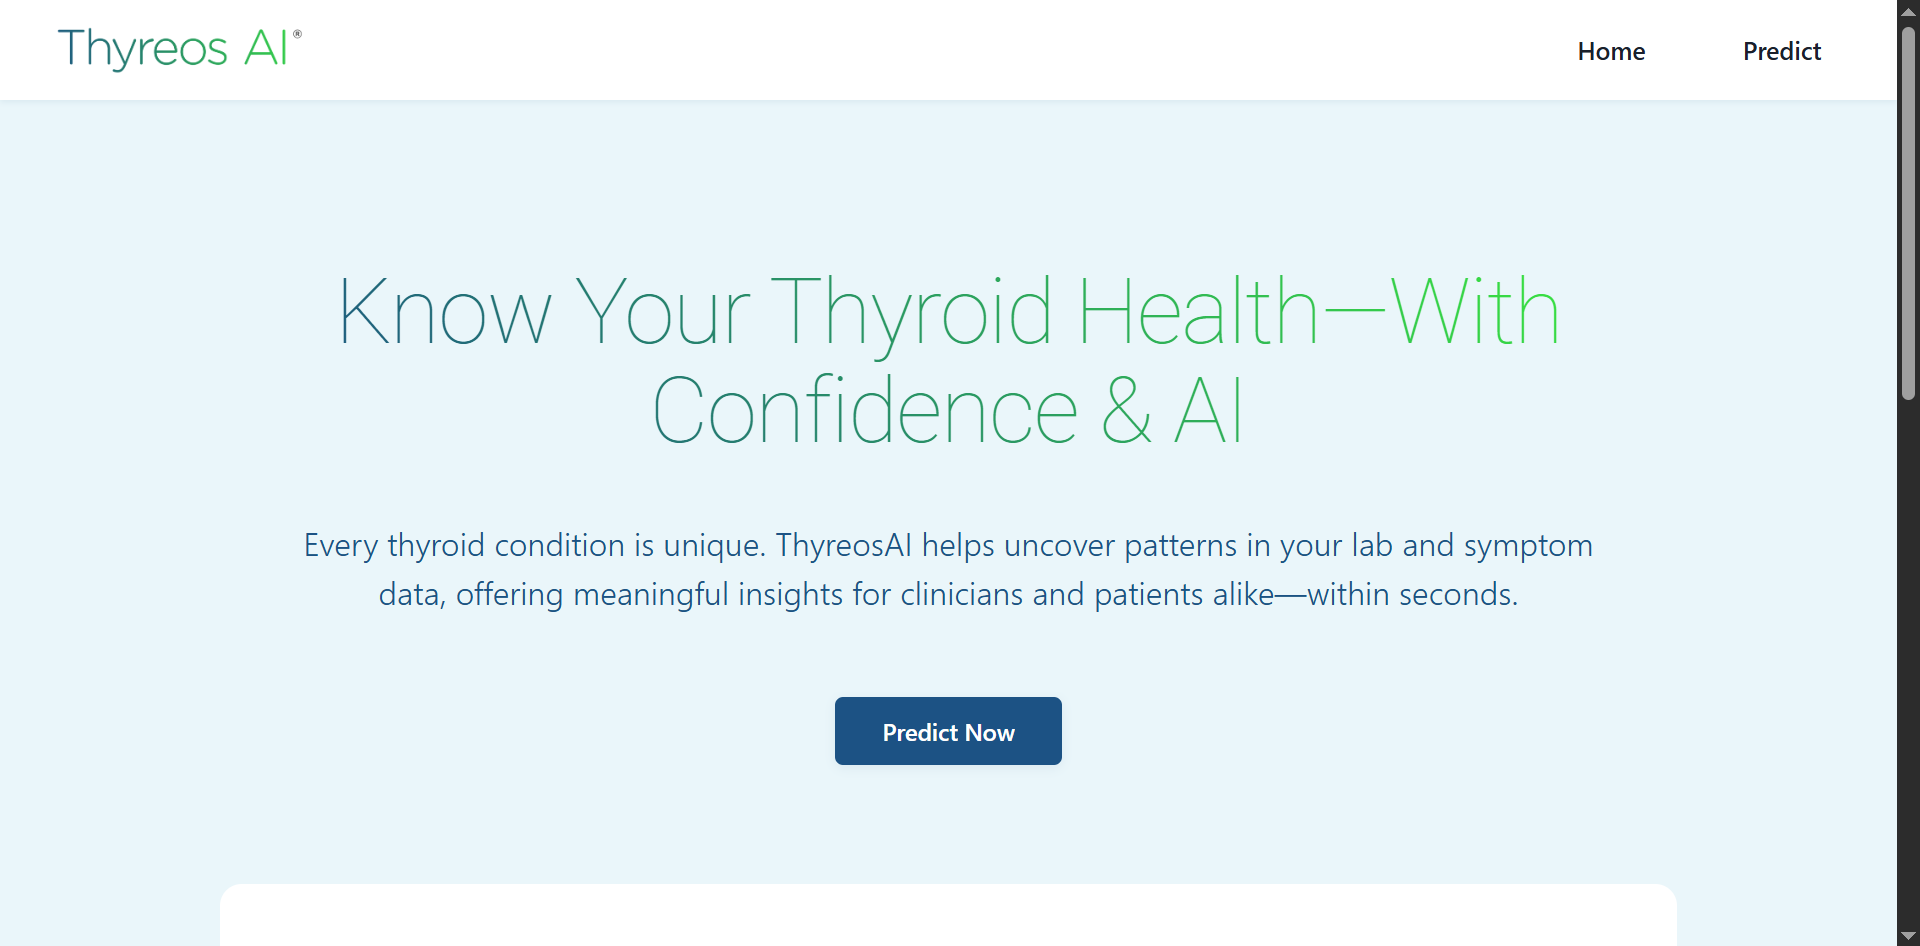 Thyreos AI®
Home
Predict
Know Your Thyroid Health—With
Confidence & AI
Every thyroid condition is unique. ThyreosAI helps uncover patterns in your lab and symptom
data, offering meaningful insights for clinicians and patients alike—within seconds.
Predict Now